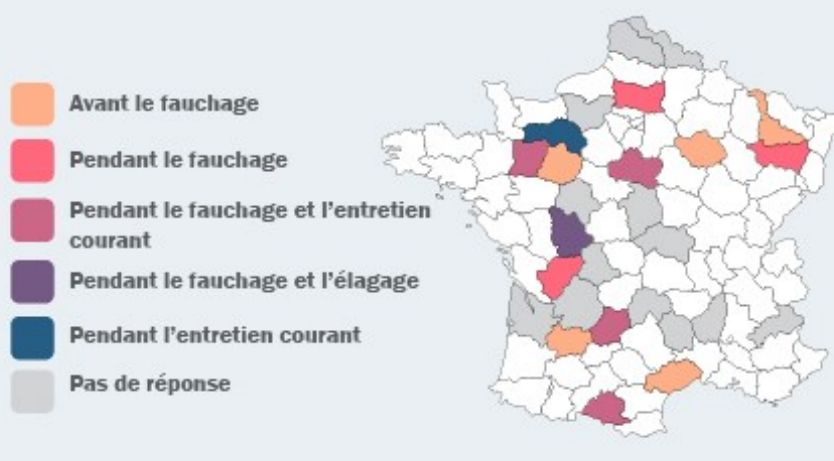 Avant le fauchage
Pendant le fauchage
Pendant le fauchage et l'entretien
courant
Pendant le fauchage et l'élagage
Pendant l'entretien courant
Pas de réponse